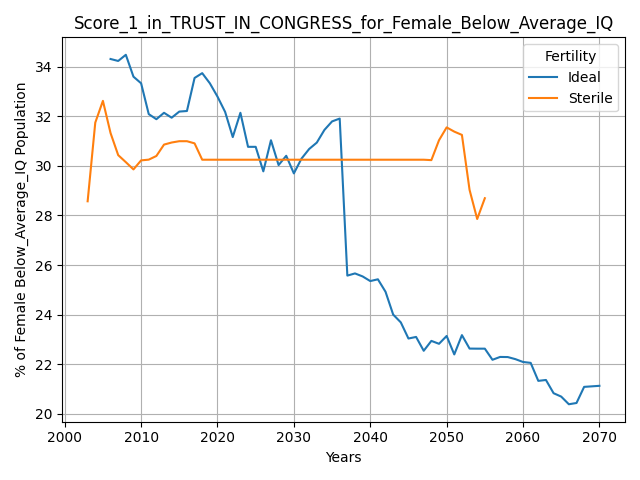 Score_1_in_TRUST_IN_CONGRESS_for_Female_Below_Average_IQ
% of Female Below_Average_IQ Population
34
32
30
28
26
24
22
20
Fertility
Ideal
Sterile
2000 2010 2020 2030 2040 2050 2060 2070
Years